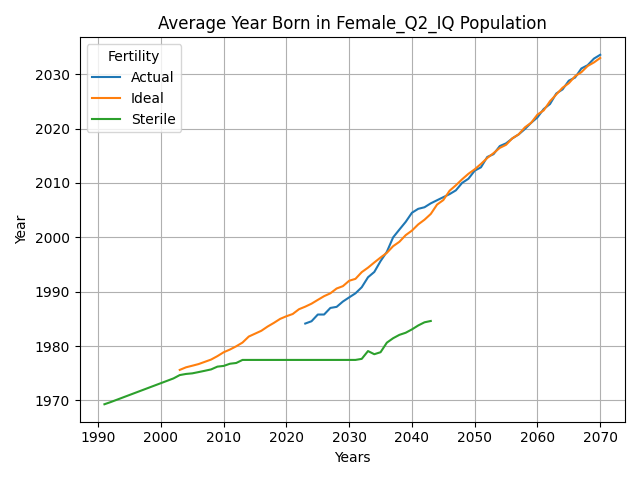 Average Year Born in Female_Q2_IQ Population
Fertility
Actual
Ideal
Sterile
Year
2030
2020
2010
2000
1990
1980
1970
1990 2000 2010 2020 2030 2040 2050 2060 2070
Years